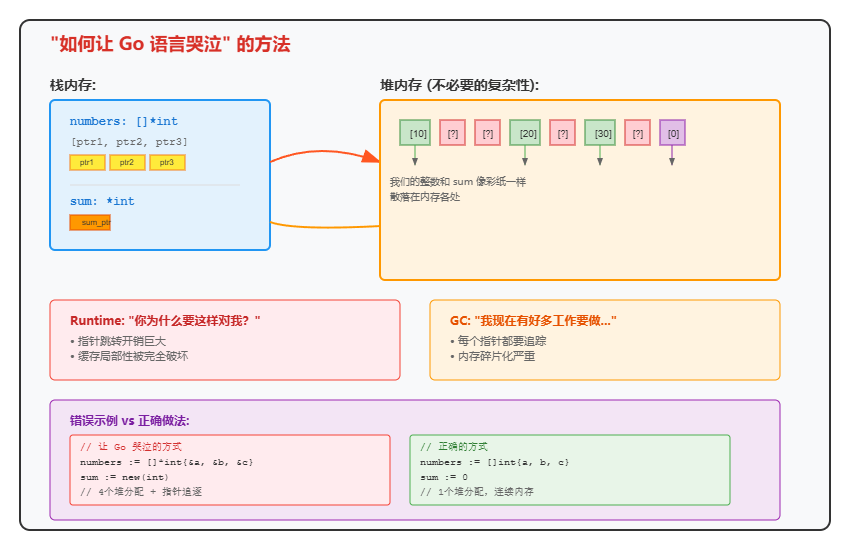 "如何让 Go 语言哭泣" 的方法
栈内存:
堆内存 (不必要的复杂性):
numbers: []*int
[ptr1, ptr2, ptr3]
ptr1 ptr2 ptr3
sum: *int
sum_ptr
[10] [?] [?] [20] [?] [30] [?] [0]
我们的整数和 sum 像彩纸一样
散落在内存各处
Runtime: "你为什么要这样对我? "
• 指针跳转开销巨大
• 缓存局部性被完全破坏
GC: "我现在有好多工作要做..."
• 每个指针都要追踪
• 内存碎片化严重
错误示例 vs 正确做法:
// 让 Go 哭泣的方式
numbers := []*int{&a, &b, &c}
sum := new(int)
// 4个堆分配 + 指针追逐
// 正确的方式
numbers := []int{a, b, c}
sum := 0
// 1个堆分配, 连续内存